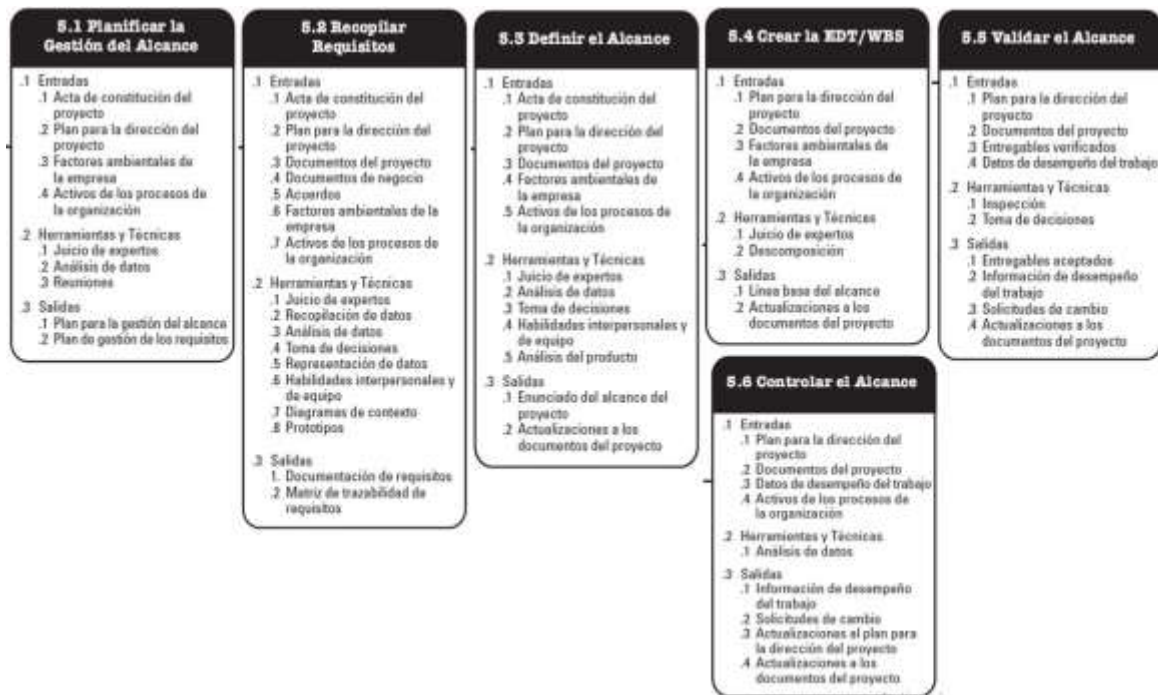 5.1 Planificar la
Gestión del Alcance
.1 Entradas
.1 Acta de constitución del
proyecto
.2 Plan para la dirección del
proyecto
.3 Factores ambientales de
la empresa
.4 Activos de los procesos de
la organización
.2 Herramientas y Técnicas
.1 Juicio de expertos
.2 Análisis de datos
.3 Reuniones
.3 Salidas
.1 Plan para la gestión del alcance
.2 Plan de gestión de los requisitos
5.2 Recopilar
Requisitos
.1 Entradas
.1 Acta de constitución del
proyecto
.2 Plan para la dirección del
proyecto
.3 Documentos del proyecto
.4 Documentos de negocio
.5 Acuerdos
.6 Factores ambientales de la
empresa
.7 Activos de los procesos de
la organización
.2 Herramientas y Técnicas
.1 Juicio de expertos
.2 Recopilación de datos
.3 Análisis de datos
.4 Toma de decisiones
.5 Representación de datos
.6 Habilidades interpersonales y
de equipo
.7 Diagramas de contexto
.8 Prototipos
.3 Salidas
1. Documentación de requisitos
.2 Matriz de trazabilidad de
requisitos
5.3 Definir el Alcance
.1 Entradas
.1 Acta de constitución del
proyecto
.2 Plan para la dirección del
proyecto
.3 Documentos del proyecto
.4 Factores ambientales de la
empresa
.5 Activos de los procesos de
la organización
.2 Herramientas y Técnicas
.1 Juicio de expertos
.2 Análisis de datos
.3 Toma de decisiones
.4 Habilidades interpersonales y
de equipo
.5 Análisis del producto
.3 Salidas
.1 Enunciado del alcance del
proyecto
.2 Actualizaciones a los
documentos del proyecto
5.4 Crear la EDT/WBS
.1 Entradas
.1 Plan para la dirección del
proyecto
.2 Documentos del proyecto
.3 Factores ambientales de
la empresa
.4 Activos de los procesos de
la organización
.2 Herramientas y Técnicas
.1 Juicio de expertos
.2 Descomposición
.3 Salidas
.1 Línea base del alcance
.2 Actualizaciones a los
documentos del proyecto
5.5 Validar el Alcance
.1 Entradas
.1 Plan para la dirección del
proyecto
.2 Documentos del proyecto
.3 Entregables verificados
.4 Datos de desempeño del trabajo
.2 Herramientas y Técnicas
.1 Inspección
.2 Toma de decisiones
.3 Salidas
.1 Entregables aceptados
.2 Información de desempeño
del trabajo
.3 Solicitudes de cambio
.4 Actualizaciones a los
documentos del proyecto
5.6 Controlar el Alcance
.1 Entradas
.1 Plan para la dirección del
proyecto
.2 Documentos del proyecto
.3 Datos de desempeño del trabajo
.4 Activos de los procesos de
la organización
.2 Herramientas y Técnicas
.1 Análisis de datos
.3 Salidas
.1 Información de desempeño
del trabajo
.2 Solicitudes de cambio
.3 Actualizaciones al plan para
la dirección del proyecto
.4 Actualizaciones a los
documentos del proyecto